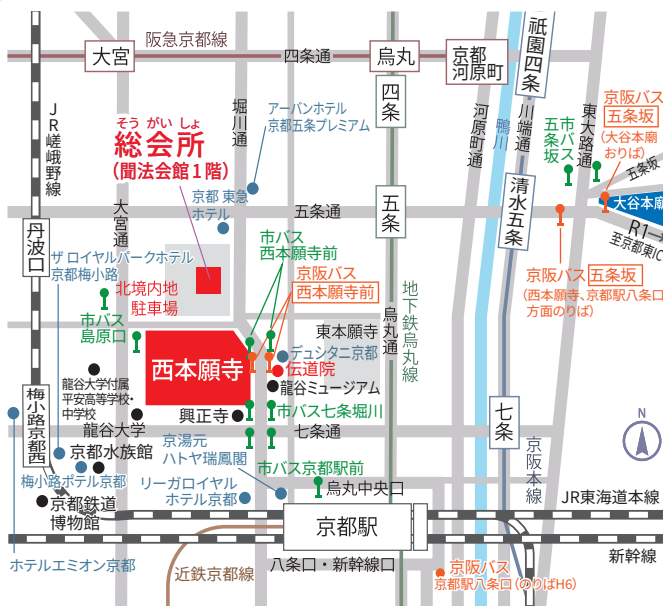 大宮
阪急京都線
四条通
烏丸
京都
河原町
祇園四条
京阪バス
五条坂
(大谷本廟
おりば)
四条
河原町通
鴨川
川端通
東大路通
市バス
五条坂
五条坂
JR嵯峨野線
堀川通
アーバンホテル
京都五条プレミアム
そう がい しょ
総会所
(聞法会館1階)
京都 東急
ホテル
大宮通
五条通
五条
清水五条
大谷本廟
R1→
至京都東IC
丹波口
ザ ロイヤルパークホテル
京都梅小路
市バス
西本願寺前
京阪バス
西本願寺前
京阪バス 五条坂
(西本願寺、京都駅八条口
方面のりば)
北境内地
駐車場
市バス
島原口
地下鉄烏丸線
烏丸通
東本願寺
デュシタニ京都
西本願寺
伝道院
龍谷ミュージアム
龍谷大学付属
平安高等学校・
中学校
梅小路京都西
興正寺
市バス七条堀川
龍谷大学
七条通
七条
N
京都水族館
京湯元
ハトヤ瑞鳳閣
京阪本線
梅小路ポテル京都
リーガロイヤル
ホテル京都
市バス京都駅前
烏丸中央口
京都鉄道
博物館
JR東海道本線
京都駅
新幹線
ホテルエミオン京都
近鉄京都線
八条口・新幹線口
京阪バス
京都駅八条口(のりばH6)